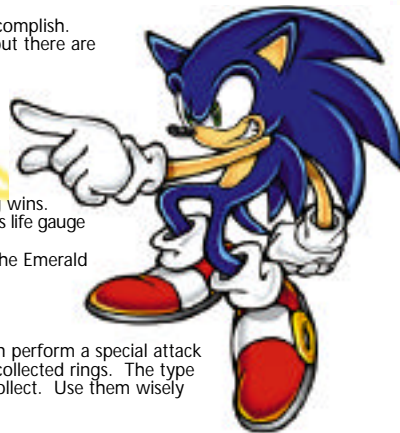 complish.
out there are
wins.
s life gauge
he Emerald
n perform a special attack
collected rings. The type
ollect. Use them wisely